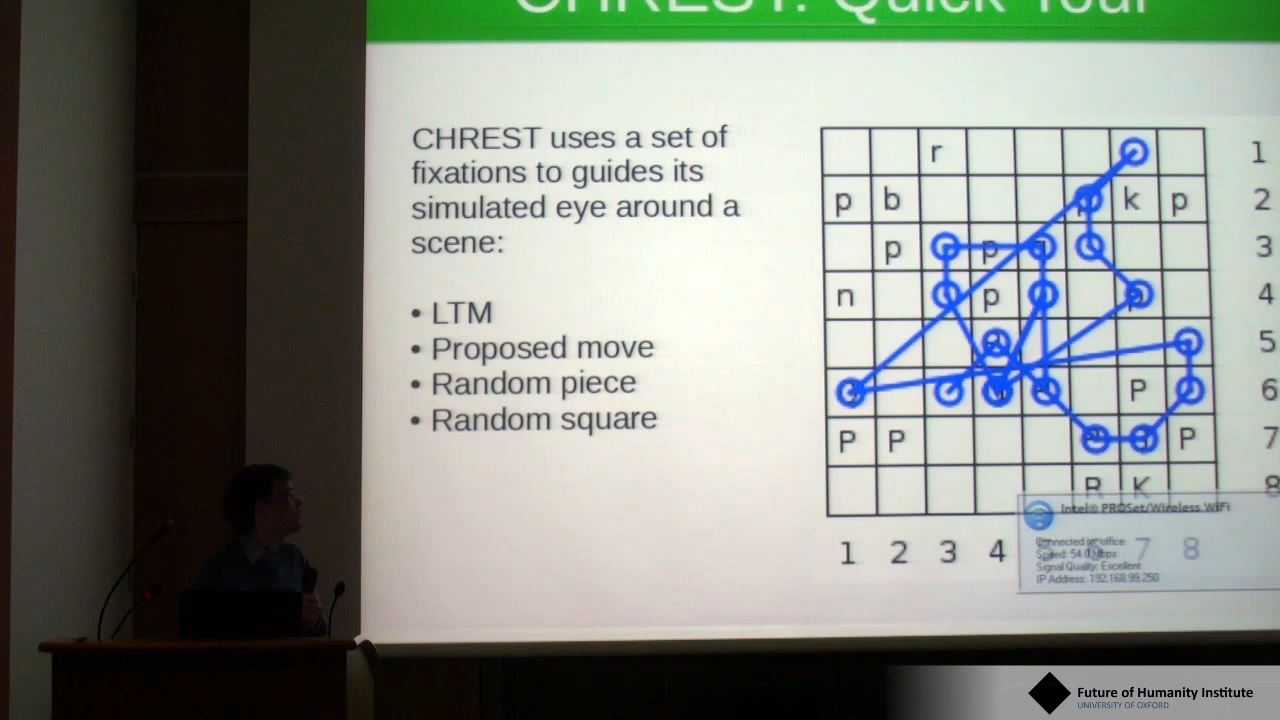 CHREST: Quick Tour
CHREST uses a set of
fixations to guides its
simulated eye around a
scene:
• LTM
• Proposed move
• Random piece
• Random square
r 1
p b k p 2
p p 3
n p 4
5
P 6
P P P 7
R K 8
1 2 3 4 7 8
Intel® PROSet/Wireless WiFi
Connected to: office
Speed: 54.0 Mbps
Signal Quality: Excellent
IP Address: 192.168.99.250
Future of Humanity Institute
UNIVERSITY OF OXFORD